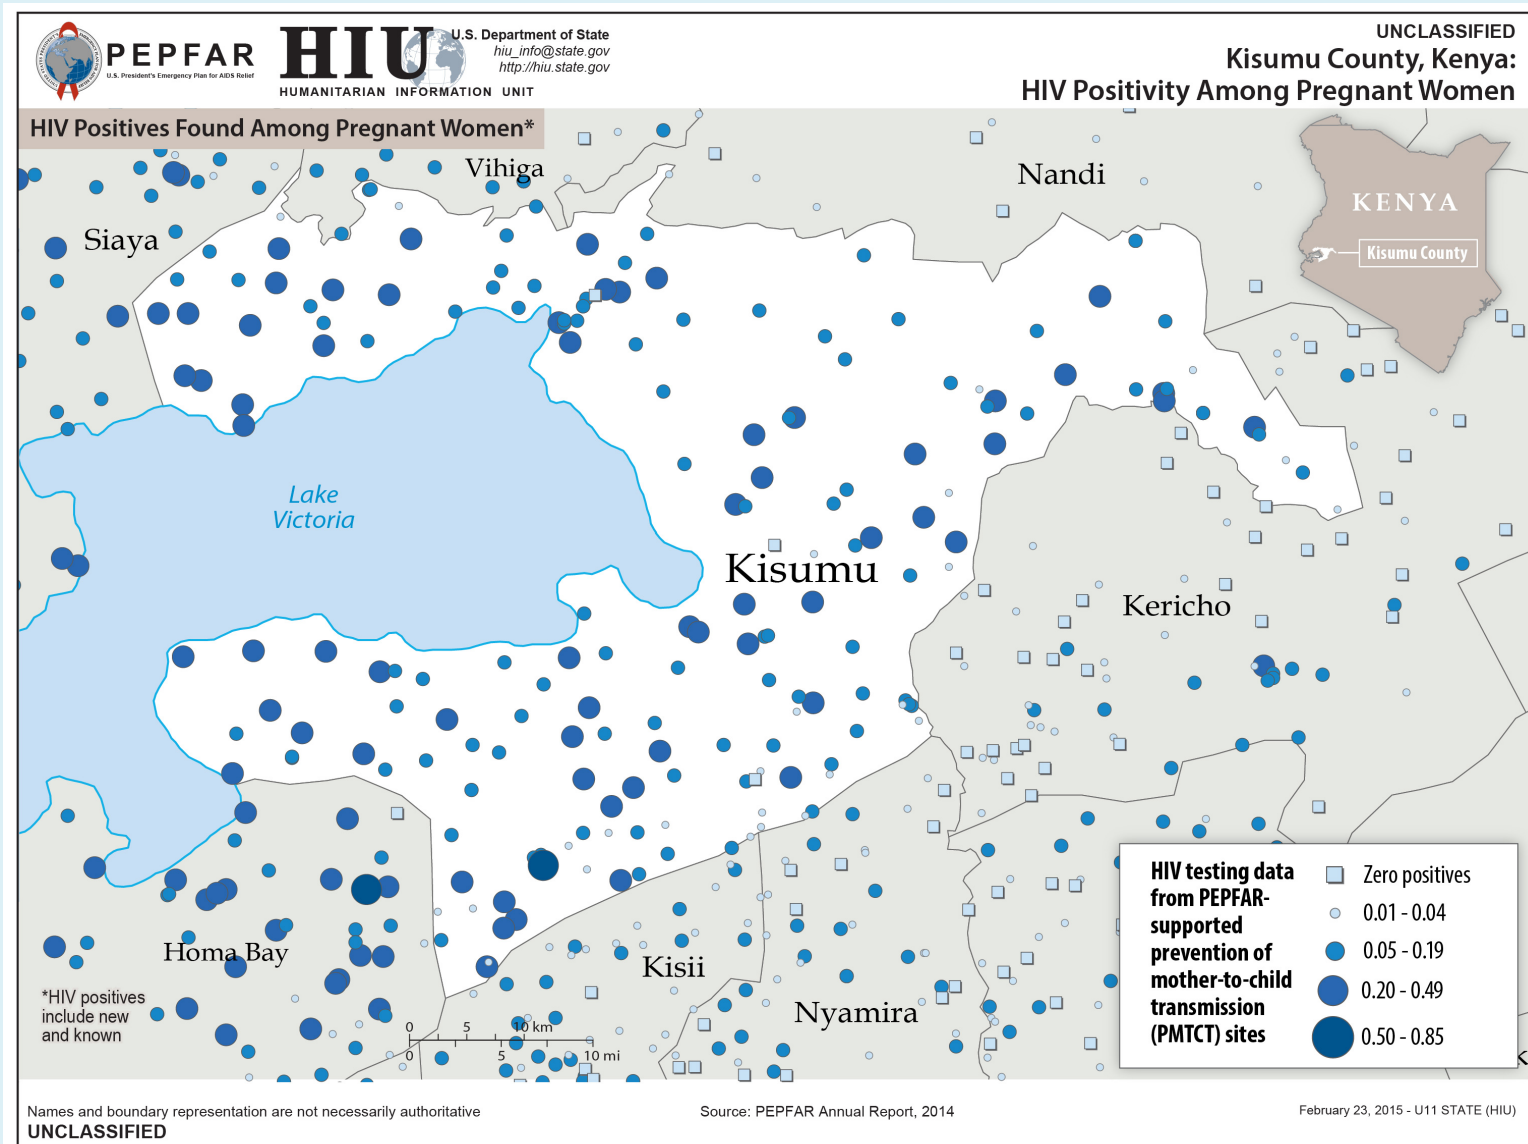 PEPFAR
U.S. President's Emergency Plan for AIDS Relief
HIU
HUMANITARIAN INFORMATION UNIT
U.S. Department of State
hiu_info@state.gov
http://hiu.state.gov
UNCLASSIFIED
Kisumu County, Kenya:
HIV Positivity Among Pregnant Women
HIV Positives Found Among Pregnant Women*
Vihiga
Nandi
Siaya
KENYA
Kisumu County
Lake
Victoria
Kisumu
Kericho
Homa Bay
Kisii
Nyamira
*HIV positives
include new
and known
0 5 10 km
0 5 10 mi
HIV testing data
from PEPFAR-
supported
prevention of
mother-to-child
transmission
(PMTCT) sites
Zero positives
0.01 - 0.04
0.05 - 0.19
0.20 - 0.49
0.50 - 0.85
Names and boundary representation are not necessarily authoritative
UNCLASSIFIED
Source: PEPFAR Annual Report, 2014
February 23, 2015 - U11 STATE (HIU)